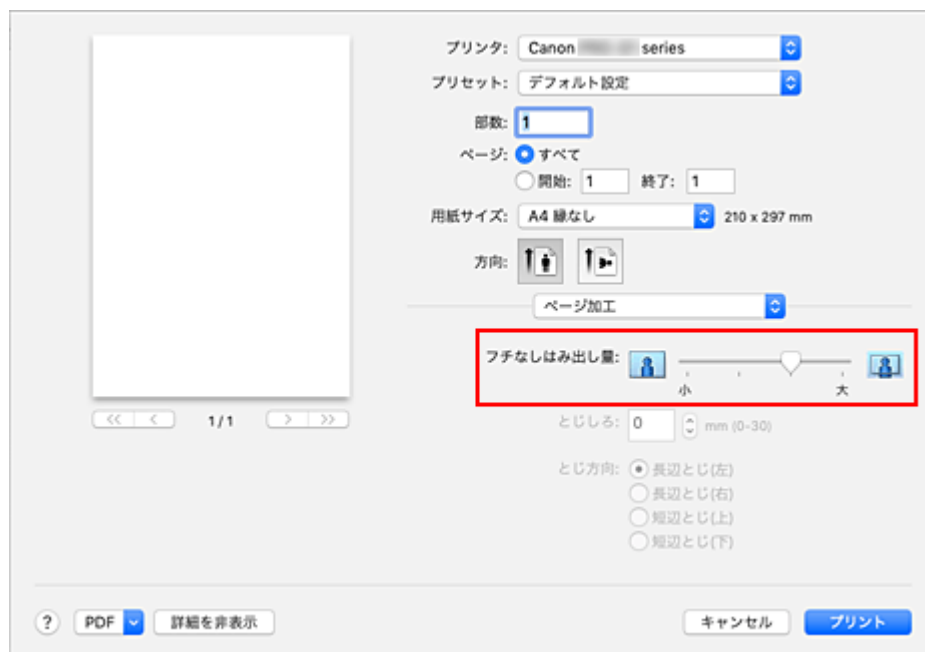 プリンタ: Canon series
プリセット: デフォルト設定
部数: 1
ページ: すべて
開始: 1 終了: 1
用紙サイズ: A4 縁なし 210 x 297 mm
方向:
ページ加工
フチなしはみ出し量:
小 大
<< < 1/1 > >>
とじしろ: 0 mm (0-30)
とじ方向: 長辺とじ(左)
長辺とじ(右)
短辺とじ(上)
短辺とじ(下)
? PDF 詳細を非表示 キャンセル プリント